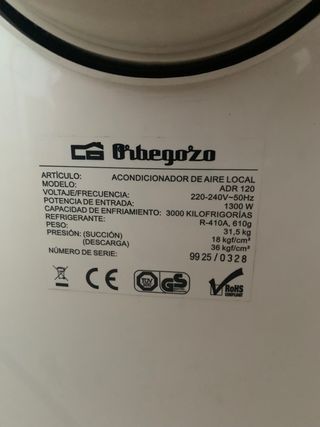 Orbegozo
ARTÍCULO: ACONDICIONADOR DE AIRE LOCAL
MODELO: ADR 120
VOLTAJE/FRECUENCIA: 220-240V~50Hz
POTENCIA DE ENTRADA: 1300 W
CAPACIDAD DE ENFRIAMIENTO: 3000 KILOFRIGORÍAS
REFRIGERANTE: R-410A, 610g
PESO: 31,5 kg
PRESIÓN: (SUCCIÓN) 18 kgf/cm²
(DESCARGA) 36 kgf/cm²
NÚMERO DE SERIE: 9925/0328
CE TÜV GS RoHS
COMPLIANT